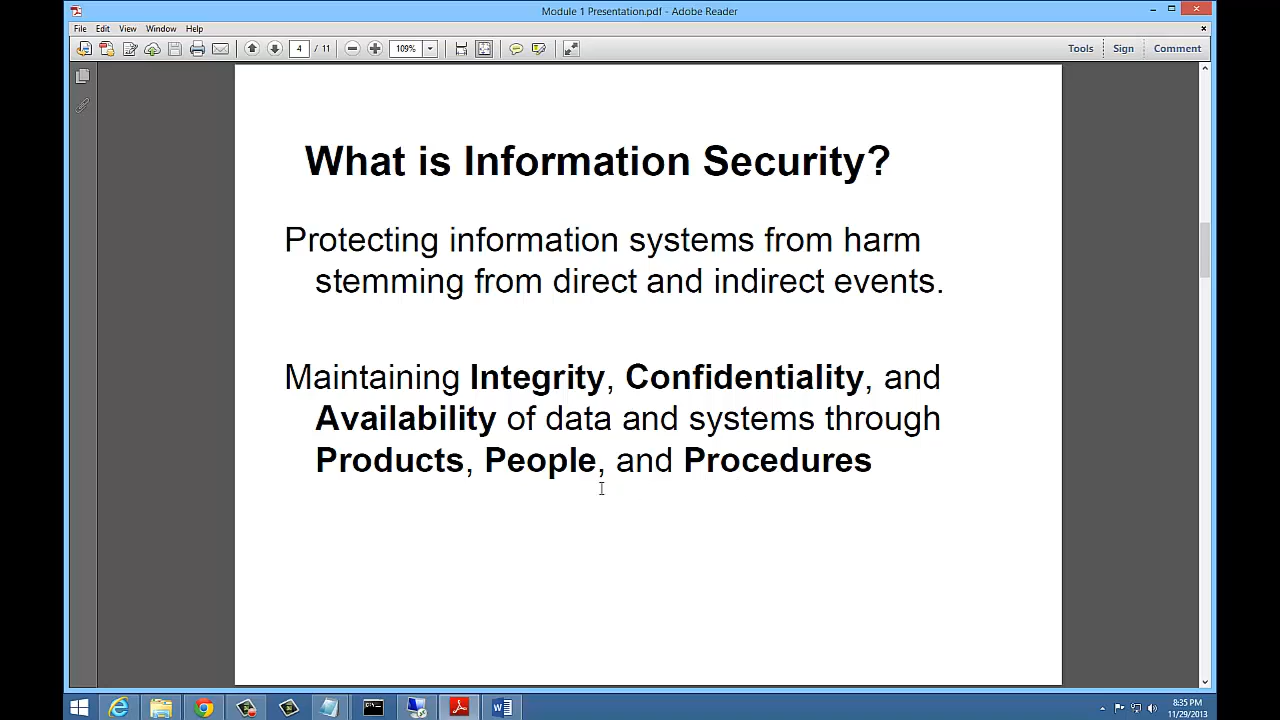 Module 1 Presentation.pdf - Adobe Reader
File Edit View Window Help
4 / 11 109% Tools Sign Comment
What is Information Security?
Protecting information systems from harm
stemming from direct and indirect events.
Maintaining Integrity, Confidentiality, and
Availability of data and systems through
Products, People, and Procedures
8:35 PM
11/29/2013